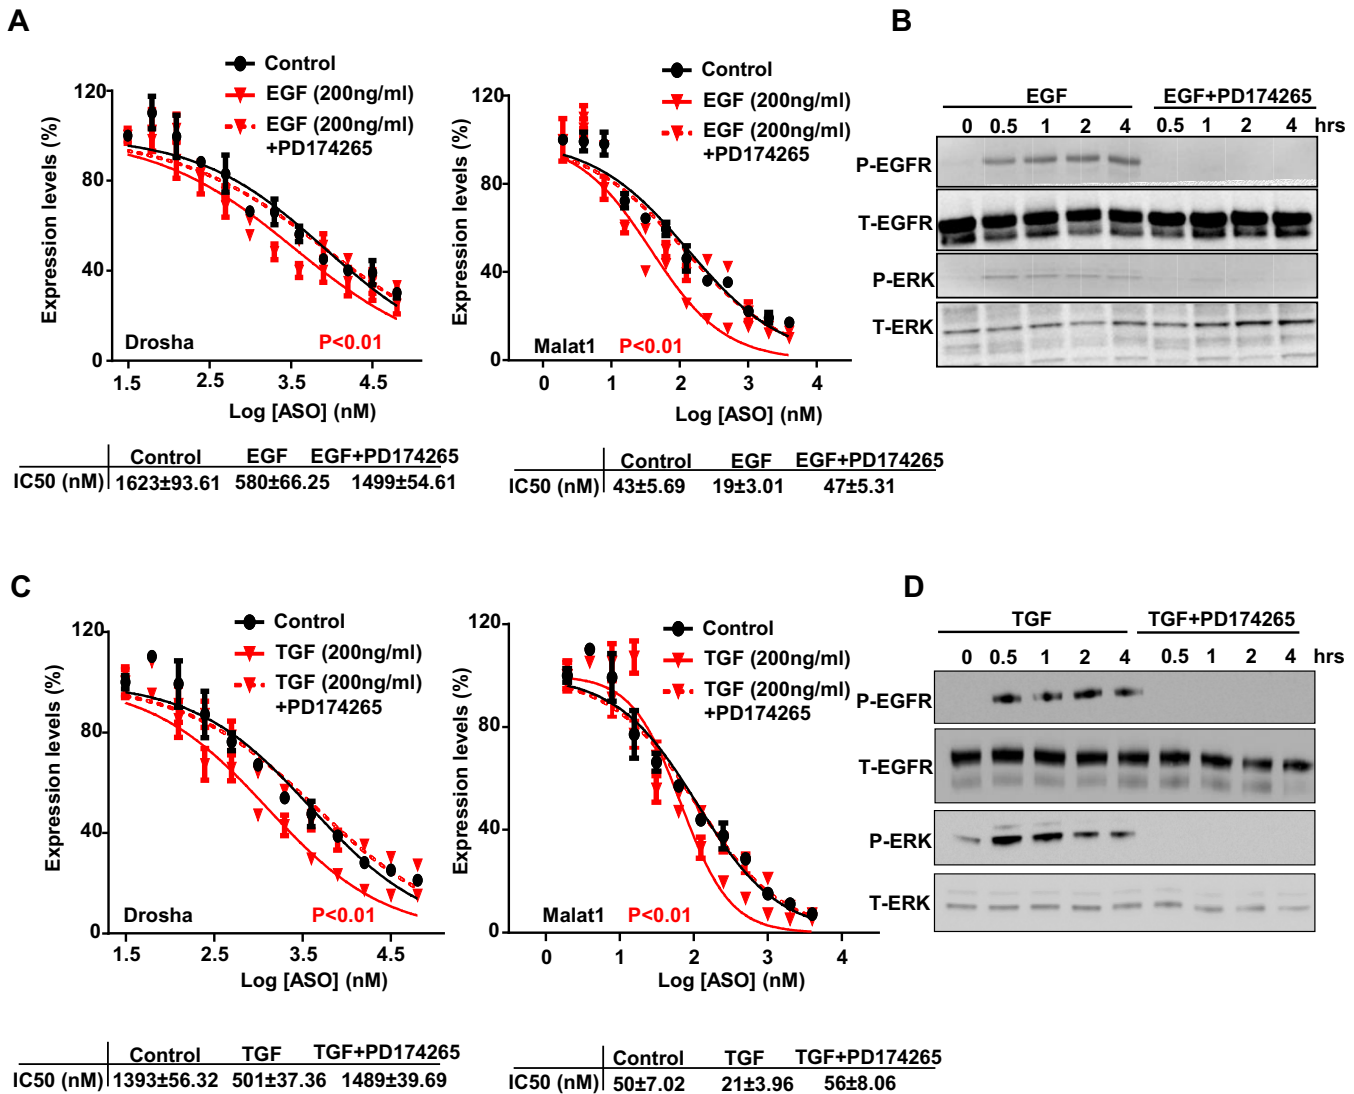 A
Control
EGF (200ng/ml)
EGF (200ng/ml)
+PD174265
Expression levels (%)
120
80
40
0
Drosha
P<0.01
1.5 2.5 3.5 4.5
Log [ASO] (nM)
Control EGF EGF+PD174265
IC50 (nM) 1623±93.61 580±66.25 1499±54.61
Control
EGF (200ng/ml)
EGF (200ng/ml)
+PD174265
Expression levels (%)
120
80
40
0
Malat1
P<0.01
0 1 2 3 4
Log [ASO] (nM)
Control EGF EGF+PD174265
IC50 (nM) 43±5.69 19±3.01 47±5.31
B
EGF EGF+PD174265
0 0.5 1 2 4 0.5 1 2 4 hrs
P-EGFR
T-EGFR
P-ERK
T-ERK
C
Control
TGF (200ng/ml)
TGF (200ng/ml)
+PD174265
Expression levels (%)
120
80
40
0
Drosha
P<0.01
1.5 2.5 3.5 4.5
Log [ASO] (nM)
Control TGF TGF+PD174265
IC50 (nM) 1393±56.32 501±37.36 1489±39.69
Control
TGF (200ng/ml)
TGF (200ng/ml)
+PD174265
Expression levels (%)
120
80
40
0
Malat1
P<0.01
0 1 2 3 4
Log [ASO] (nM)
Control TGF TGF+PD174265
IC50 (nM) 50±7.02 21±3.96 56±8.06
D
TGF TGF+PD174265
0 0.5 1 2 4 0.5 1 2 4 hrs
P-EGFR
T-EGFR
P-ERK
T-ERK